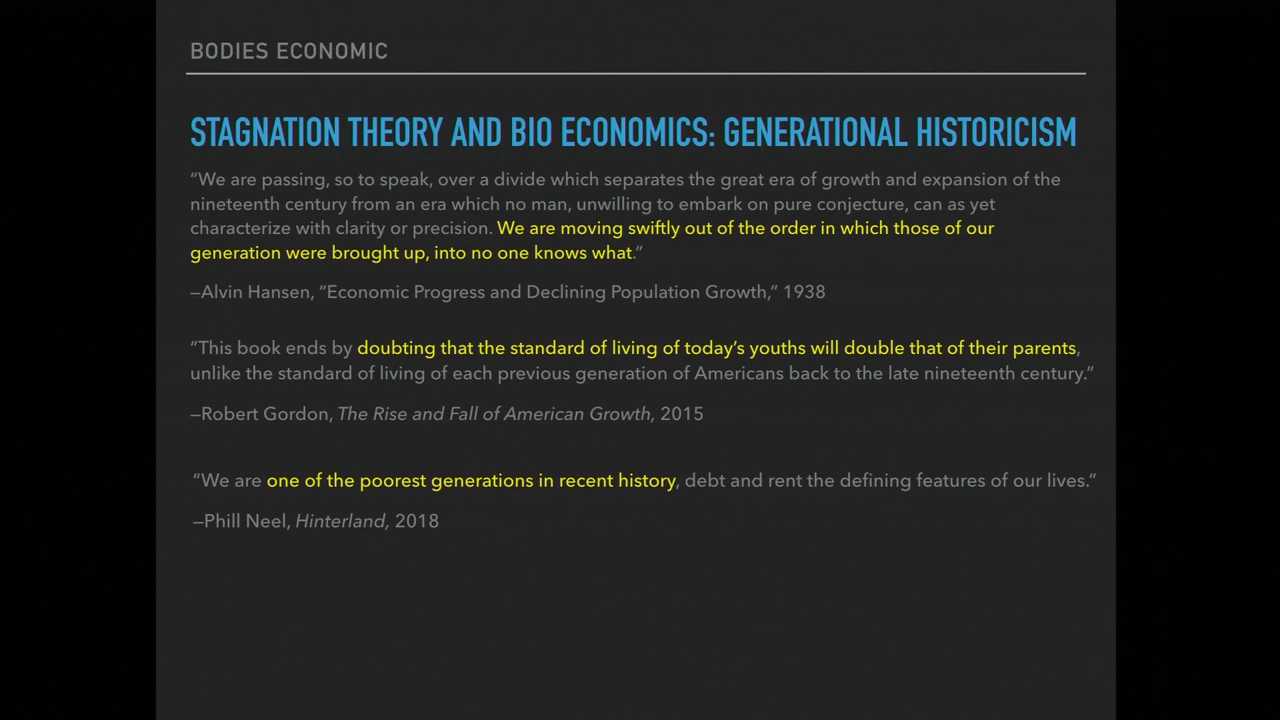 BODIES ECONOMIC
STAGNATION THEORY AND BIO ECONOMICS: GENERATIONAL HISTORICISM
“We are passing, so to speak, over a divide which separates the great era of growth and expansion of the
nineteenth century from an era which no man, unwilling to embark on pure conjecture, can as yet
characterize with clarity or precision. We are moving swiftly out of the order in which those of our
generation were brought up, into no one knows what.”
—Alvin Hansen, “Economic Progress and Declining Population Growth,” 1938
“This book ends by doubting that the standard of living of today’s youths will double that of their parents,
unlike the standard of living of each previous generation of Americans back to the late nineteenth century.”
—Robert Gordon, The Rise and Fall of American Growth, 2015
“We are one of the poorest generations in recent history, debt and rent the defining features of our lives.”
—Phill Neel, Hinterland, 2018